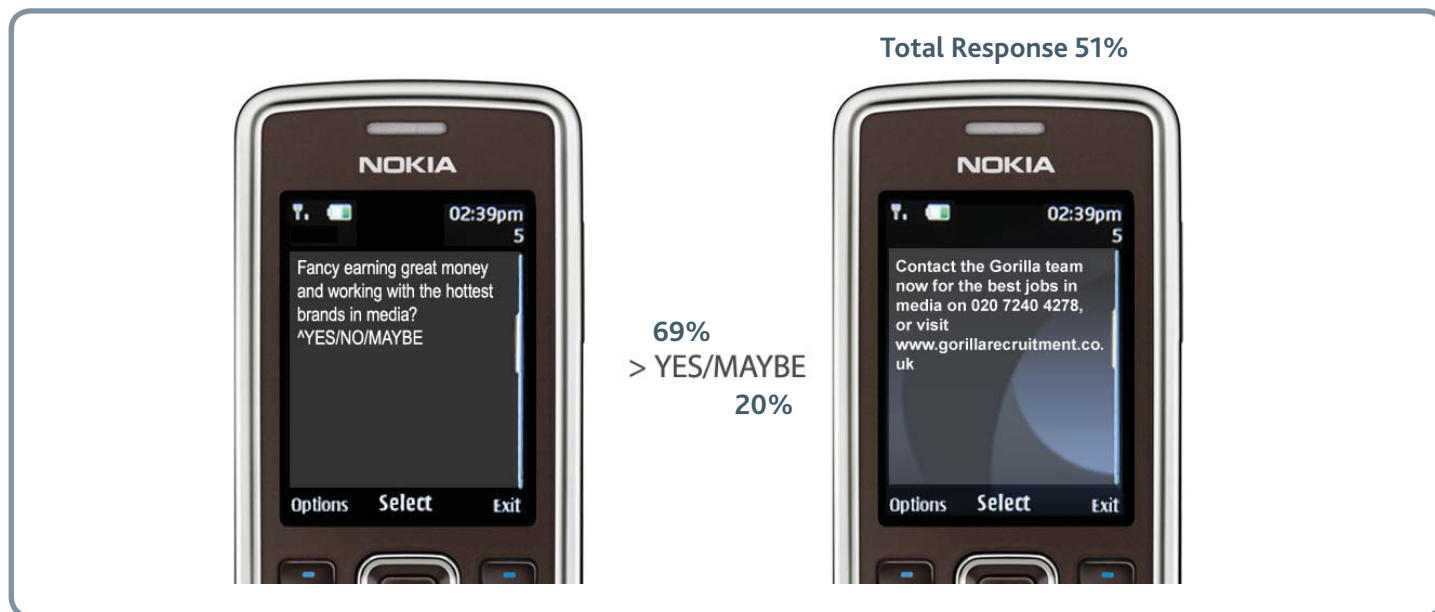 Total Response 51%
NOKIA
02:39pm
5
Fancy earning great money
and working with the hottest
brands in media?
^YES/NO/MAYBE
Options Select Exit
69%
> YES/MAYBE
20%
NOKIA
02:39pm
5
Contact the Gorilla team
now for the best jobs in
media on 020 7240 4278,
or visit
www.gorillarecruitment.co.
uk
Options Select Exit